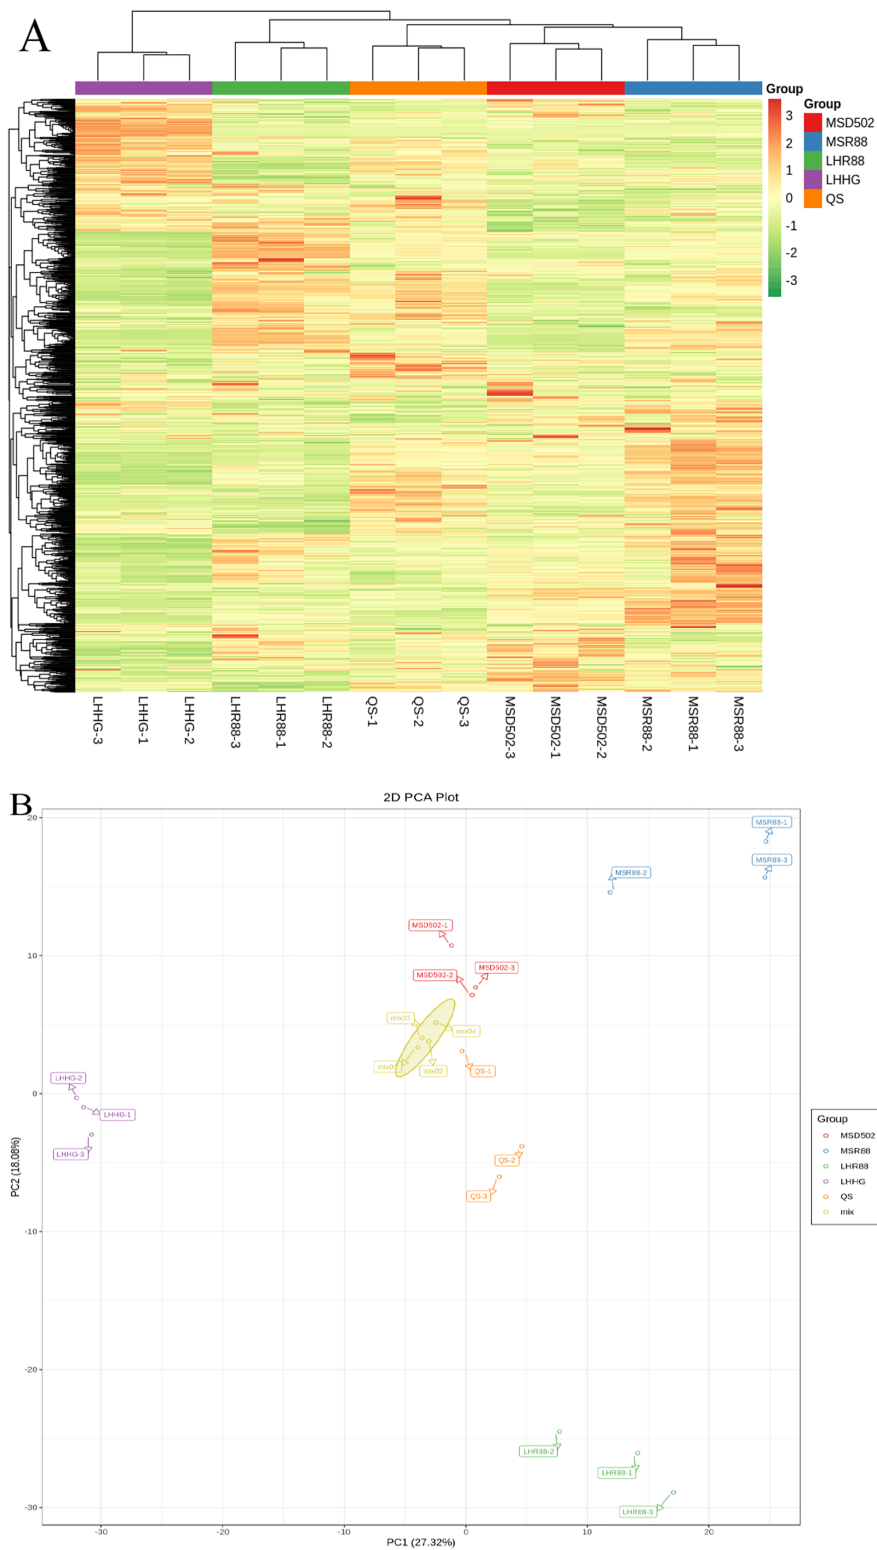 A
Group
3
2
1
0
-1
-2
-3
Group
MSD502
MSR88
LHR88
LHHG
QS
LHHG-3
LHHG-1
LHHG-2
LHR88-3
LHR88-1
LHR88-2
QS-1
QS-2
QS-3
MSD502-3
MSD502-1
MSD502-2
MSR88-2
MSR88-1
MSR88-3
B
2D PCA Plot
20
10
0
-10
-20
-30
PC2 (18.08%)
MSR88-1
MSR88-3
MSR88-2
MSD502-1
MSD502-3
MSD502-2
mix03
mix04
mix02
QS-1
LHHG-2
LHHG-1
LHHG-3
QS-2
QS-3
LHR88-2
LHR88-1
LHR88-3
-30
-20
-10
0
10
20
PC1 (27.32%)
Group
MSD502
MSR88
LHR88
LHHG
QS
mix